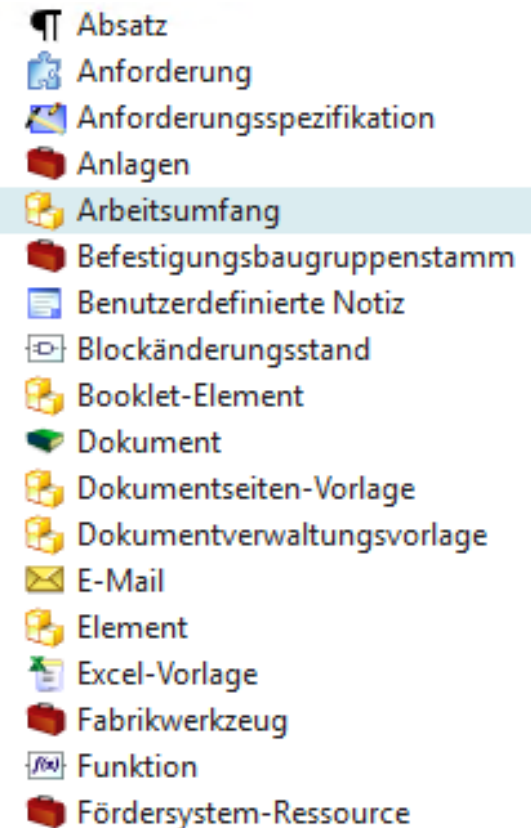 Absatz
Anforderung
Anforderungsspezifikation
Anlagen
Arbeitsumfang
Befestigungsbaugruppenstamm
Benutzerdefinierte Notiz
Blockänderungsstand
Booklet-Element
Dokument
Dokumentseiten-Vorlage
Dokumentverwaltungsvorlage
E-Mail
Element
Excel-Vorlage
Fabrikwerkzeug
f(x) Funktion
Fördersystem-Ressource